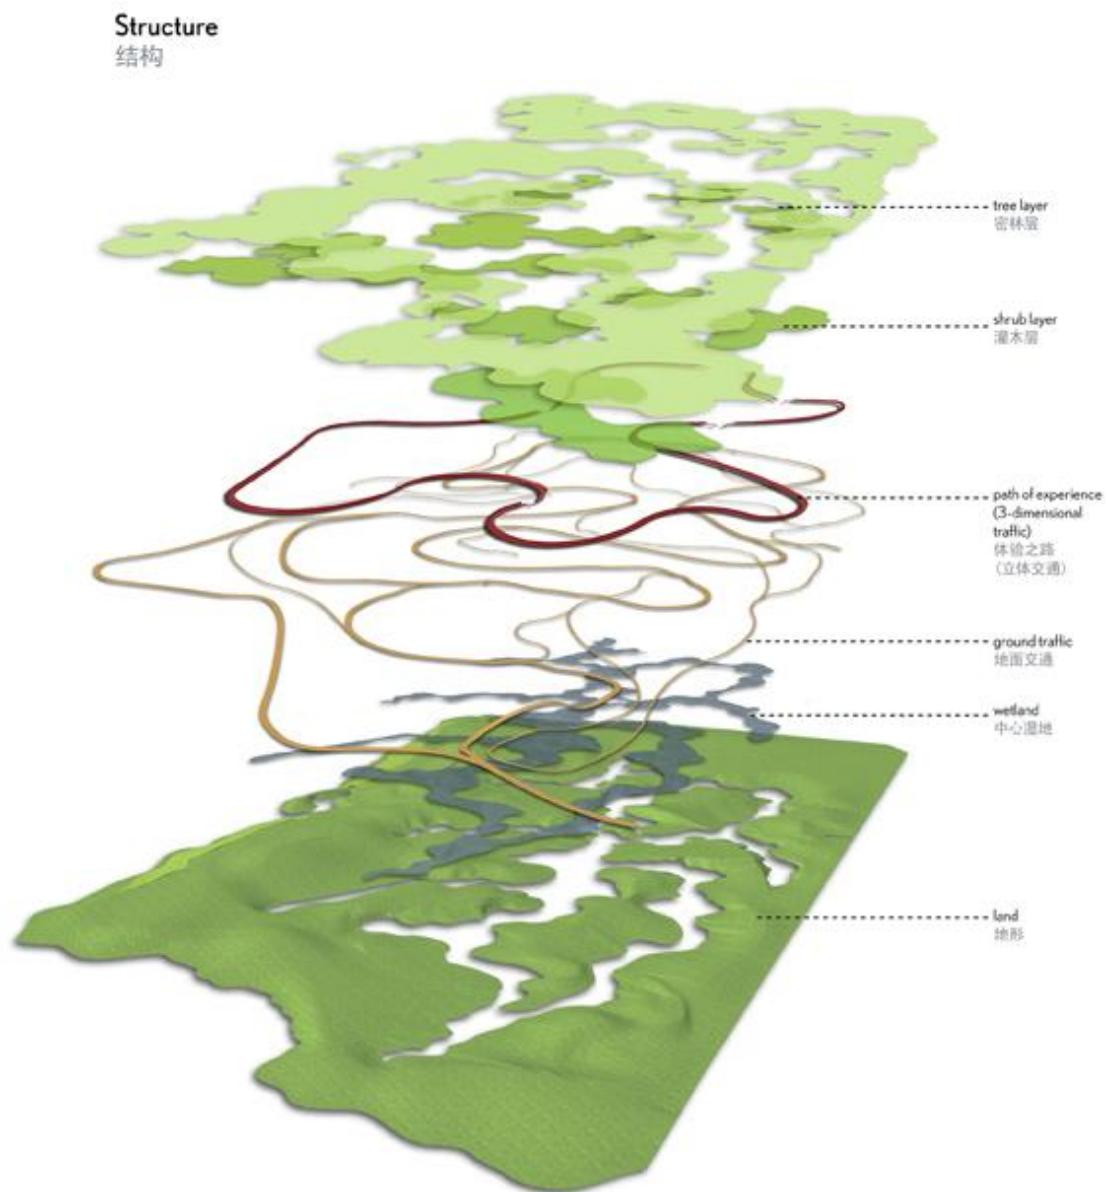 Structure
结构
tree layer
密林层
shrub layer
灌木层
path of experience
(3-dimensional
traffic)
体验之路
(立体交通)
ground traffic
地面交通
wetland
中心湿地
land
地形